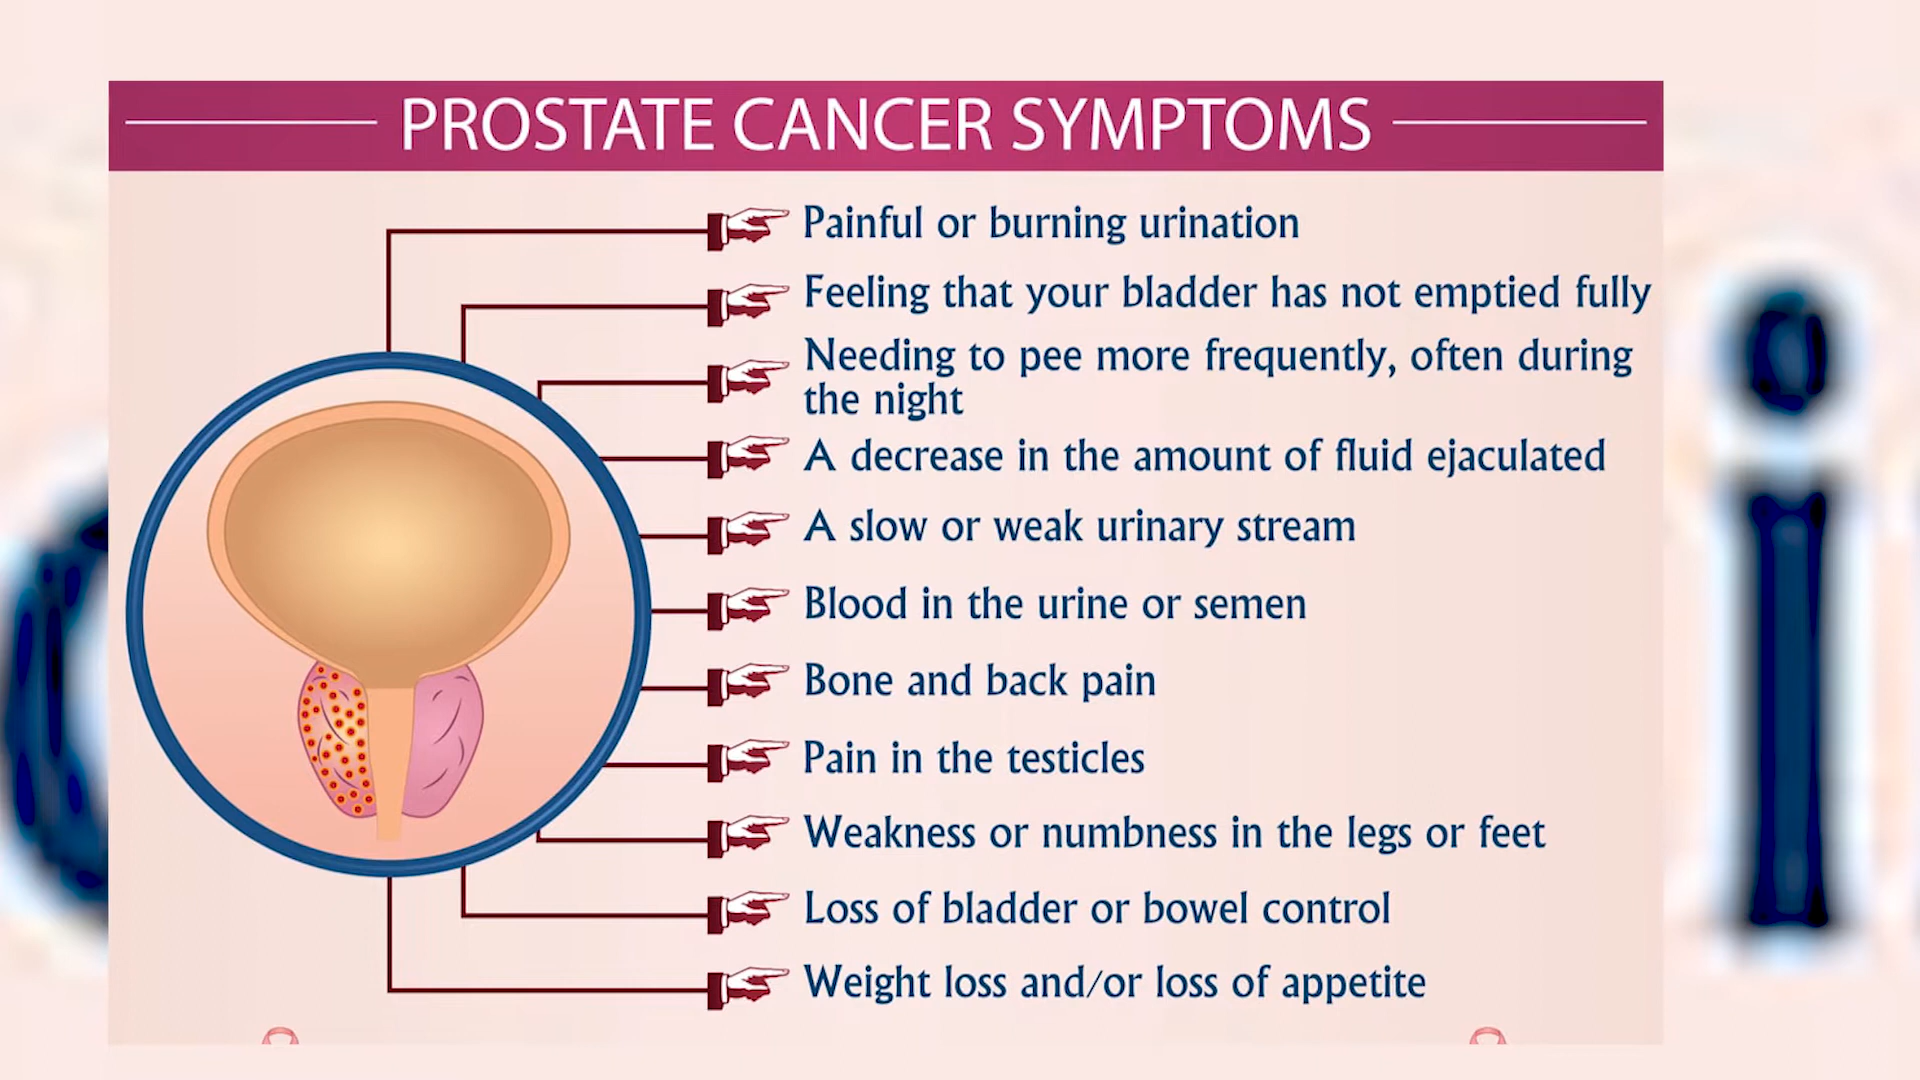 PROSTATE CANCER SYMPTOMS
Painful or burning urination
Feeling that your bladder has not emptied fully
Needing to pee more frequently, often during
the night
A decrease in the amount of fluid ejaculated
A slow or weak urinary stream
Blood in the urine or semen
Bone and back pain
Pain in the testicles
Weakness or numbness in the legs or feet
Loss of bladder or bowel control
Weight loss and/or loss of appetite